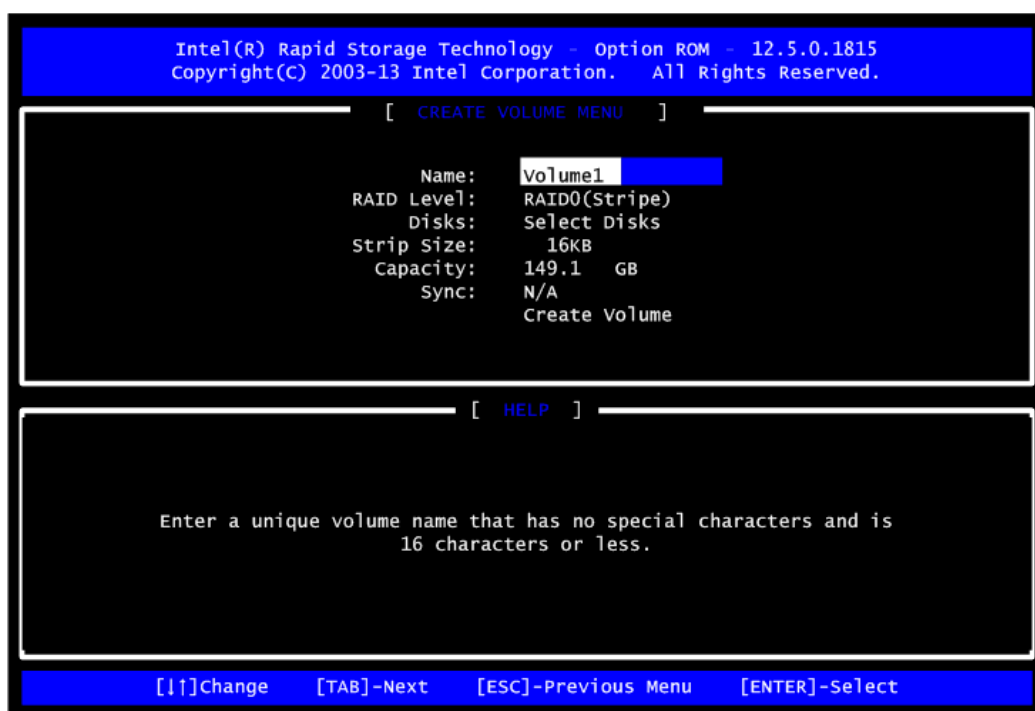 Intel(R) Rapid Storage Technology - Option ROM - 12.5.0.1815
Copyright(C) 2003-13 Intel Corporation. All Rights Reserved.
[ CREATE VOLUME MENU ]
Name: Volume1
RAID Level: RAID0(Stripe)
Disks: Select Disks
Strip Size: 16KB
Capacity: 149.1 GB
Sync: N/A
Create Volume
[ HELP ]
Enter a unique volume name that has no special characters and is
16 characters or less.
[↓↑]Change [TAB]-Next [ESC]-Previous Menu [ENTER]-Select